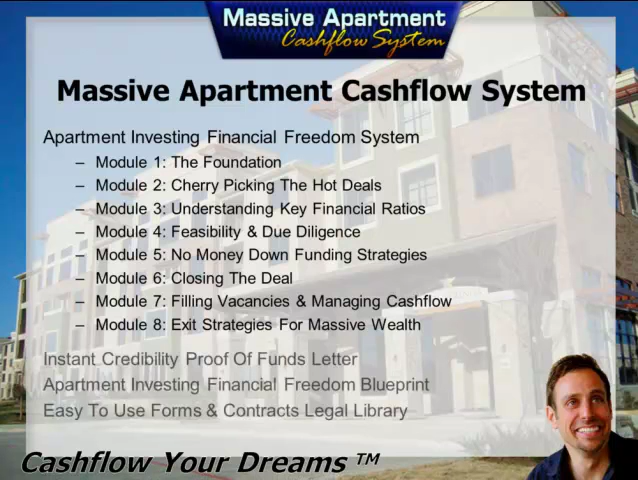 Massive Apartment
Cashflow System
Massive Apartment Cashflow System
Apartment Investing Financial Freedom System
– Module 1: The Foundation
– Module 2: Cherry Picking The Hot Deals
– Module 3: Understanding Key Financial Ratios
– Module 4: Feasibility & Due Diligence
– Module 5: No Money Down Funding Strategies
– Module 6: Closing The Deal
– Module 7: Filling Vacancies & Managing Cashflow
– Module 8: Exit Strategies For Massive Wealth
Instant Credibility Proof Of Funds Letter
Apartment Investing Financial Freedom Blueprint
Easy To Use Forms & Contracts Legal Library
Cashflow Your Dreams ™